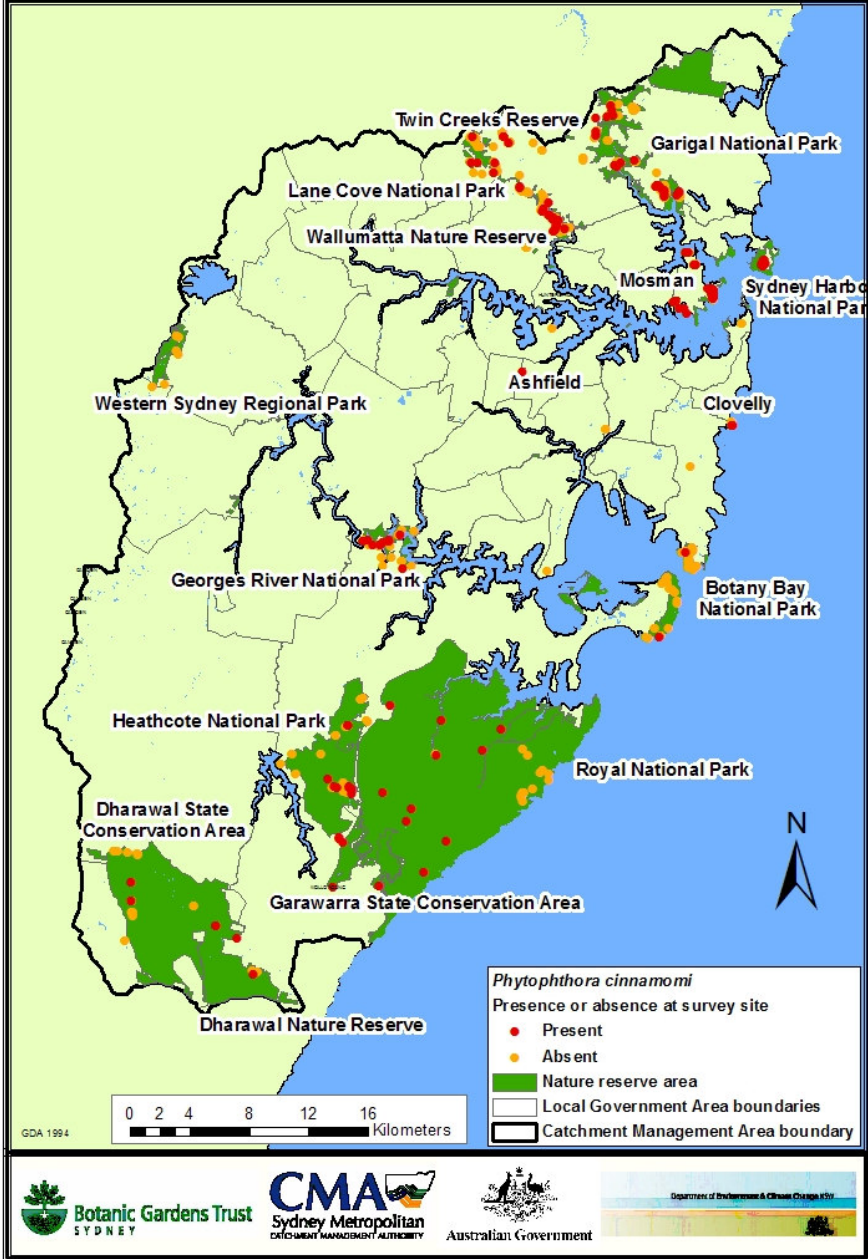 Twin Creeks Reserve
Garigal National Park
Lane Cove National Park
Wallumatta Nature Reserve
Mosman
Sydney Harbo
National Par
Ashfield
Clovelly
Western Sydney Regional Park
Georges River National Park
Botany Bay
National Park
Heathcote National Park
Royal National Park
Dharawal State
Conservation Area
N
Garawarra State Conservation Area
Dharawal Nature Reserve
Phytophthora cinnamomi
Presence or absence at survey site
Present
Absent
Nature reserve area
Local Government Area boundaries
Catchment Management Area boundary
0 2 4 8 12 16
Kilometers
GDA 1994
Botanic Gardens Trust
SYDNEY
CMA
Sydney Metropolitan
CATCHMENT MANAGEMENT AUTHORITY
Australian Government
Department of Environment & Climate Change NSW